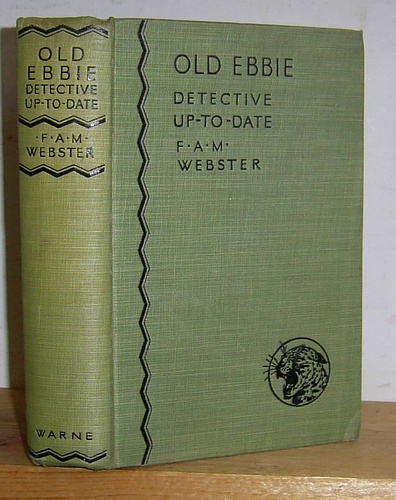 OLD
EBBIE
DETECTIVE
UP-TO-DATE
·F·A·M·
WEBSTER
WARNE
OLD EBBIE
DETECTIVE
UP-TO-DATE
F·A·M·
WEBSTER